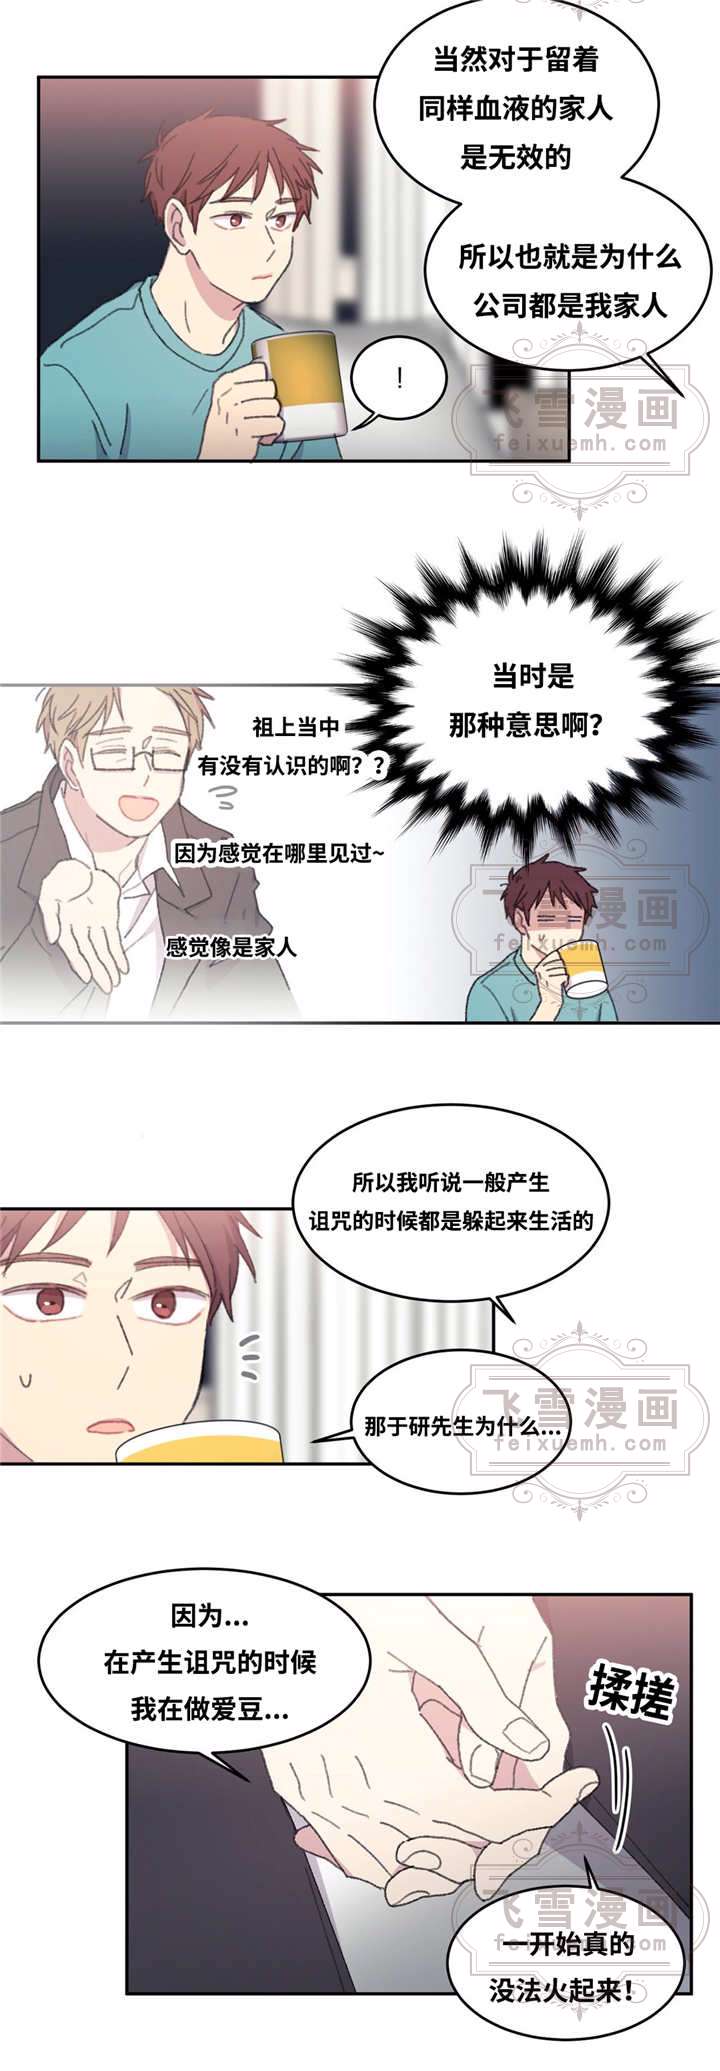 当然对于留着
同样血液的家人
是无效的
所以也就是为什么
公司都是我家人
!
飞雪漫画
feixuemh.com
当时是
那种意思啊？
祖上当中
有没有认识的啊？？
因为感觉在哪里见过~
感觉像是家人
飞雪漫画
feixuemh.com
所以我听说一般产生
诅咒的时候都是躲起来生活的
那于研先生为什么...
飞雪漫画
feixuemh.com
因为...
在产生诅咒的时候
我在做爱豆...
揉搓
一开始真的
没法火起来!
飞雪漫画
feixuemh.com